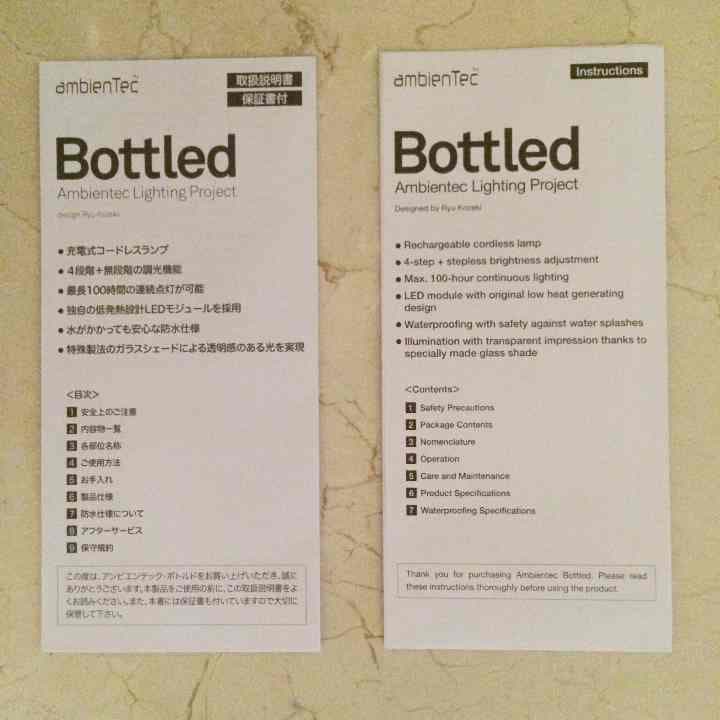 ambienTec
取扱説明書
保証書付
Bottled
Ambientec Lighting Project
design Ryu Kozeki
● 充電式コードレスランプ
● 4段階+無段階の調光機能
● 最長100時間の連続点灯が可能
● 独自の低発熱設計LEDモジュールを採用
● 水がかかっても安心な防水仕様
● 特殊製法のガラスシェードによる透明感のある光を実現
<目次>
1 安全上のご注意
2 内容物一覧
3 各部位名称
4 ご使用方法
5 お手入れ
6 製品仕様
7 防水仕様について
8 アフターサービス
9 保守規約
この度は、アンビエンテック・ボトルドをお買い上げいただき、誠に
ありがとうございます。本製品をご使用の前に、この取扱説明書をよ
くお読みください。また、本書には保証書も付いていますので大切に
保管して下さい。
ambienTec
Instructions
Bottled
Ambientec Lighting Project
Designed by Ryu Kozeki
● Rechargeable cordless lamp
● 4-step + stepless brightness adjustment
● Max. 100-hour continuous lighting
● LED module with original low heat generating
design
● Waterproofing with safety against water splashes
● Illumination with transparent impression thanks to
specially made glass shade
<Contents>
1 Safety Precautions
2 Package Contents
3 Nomenclature
4 Operation
5 Care and Maintenance
6 Product Specifications
7 Waterproofing Specifications
Thank you for purchasing Ambientec Bottled. Please read
these instructions thoroughly before using the product.